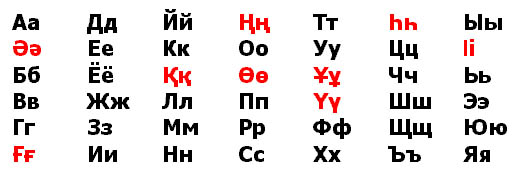 Аа Дд Йй Ңң Тт Һһ Ыы
Әә Ее Кк Оо Уу Цц Іі
Бб Ёё Ққ Өө Ұұ Чч Ьь
Вв Жж Лл Пп Үү Шш Ээ
Гг Зз Мм Рр Фф Щщ Юю
Ғғ Ии Нн Сс Хх Ъъ Яя